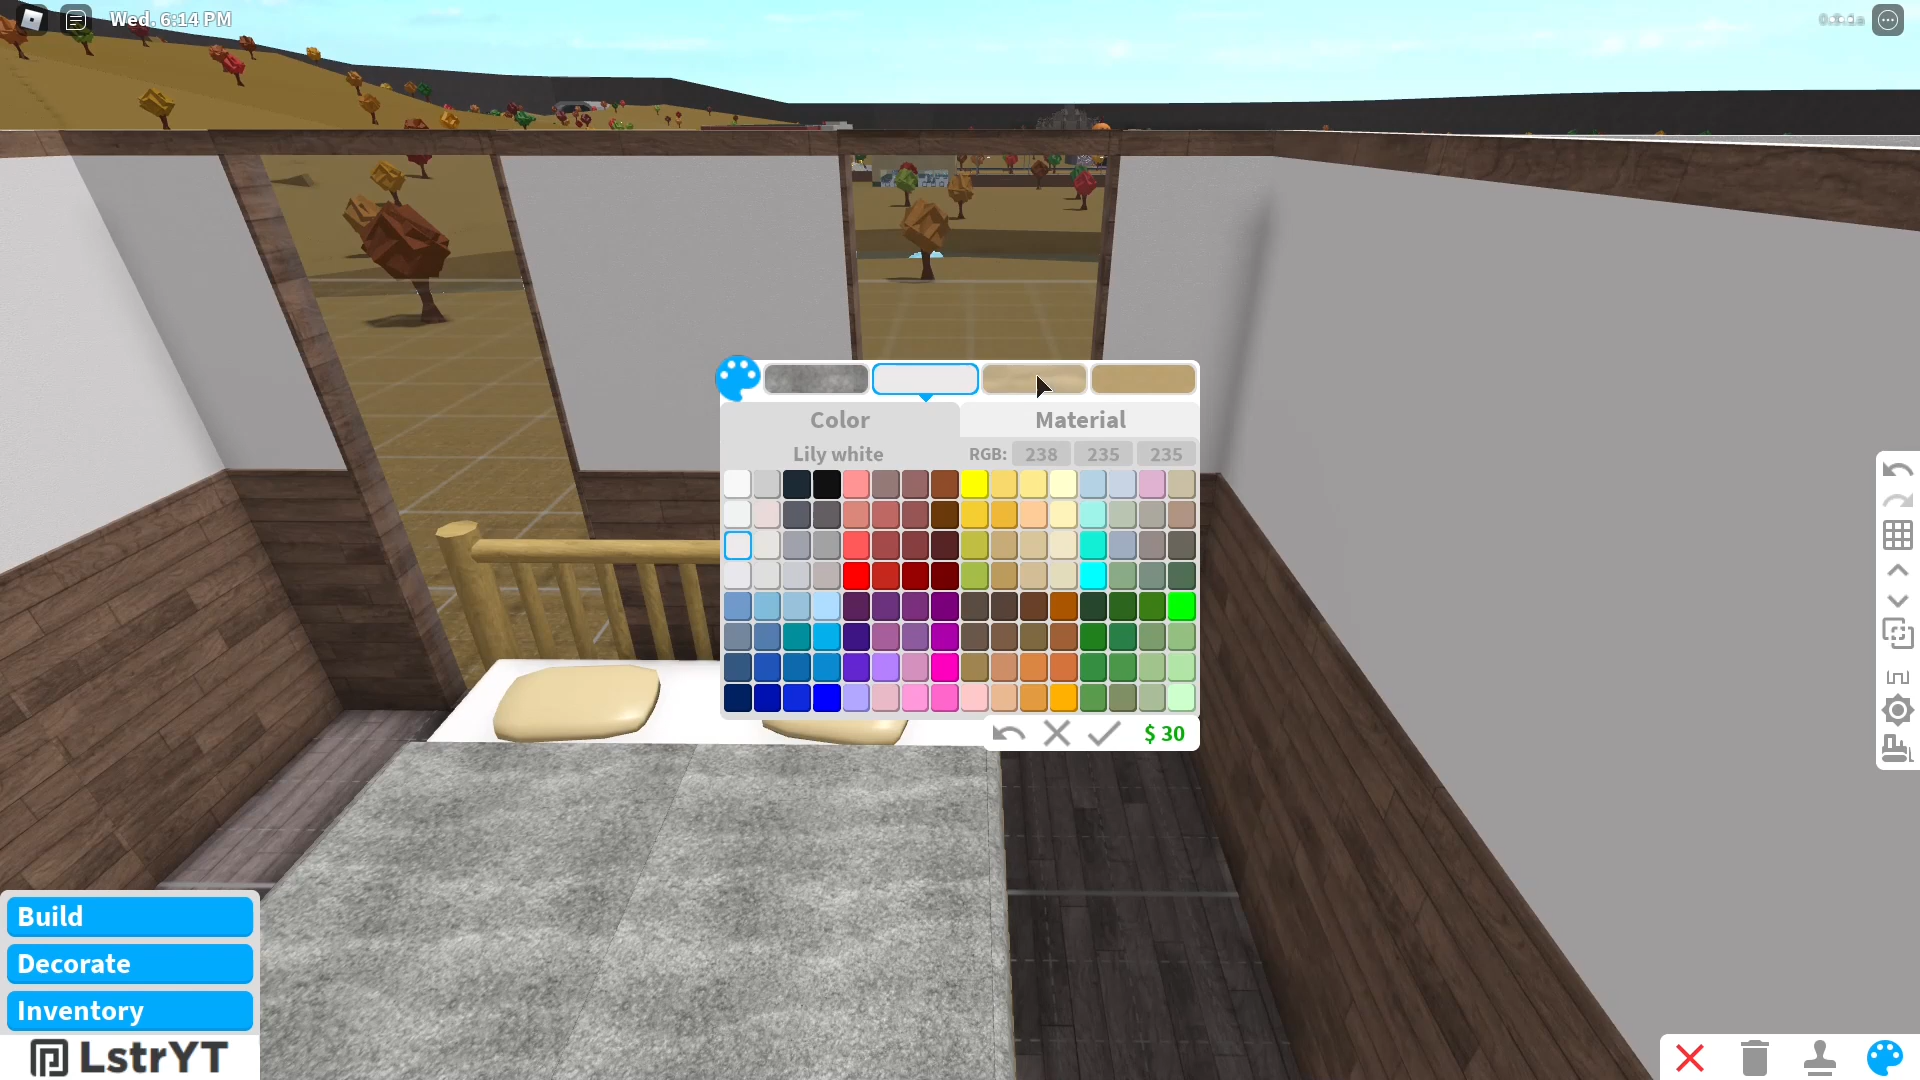 Wed. 6:14 PM
Color
Material
Lily white
RGB: 238 235 235
$ 30
Build
Decorate
Inventory
LstrYT